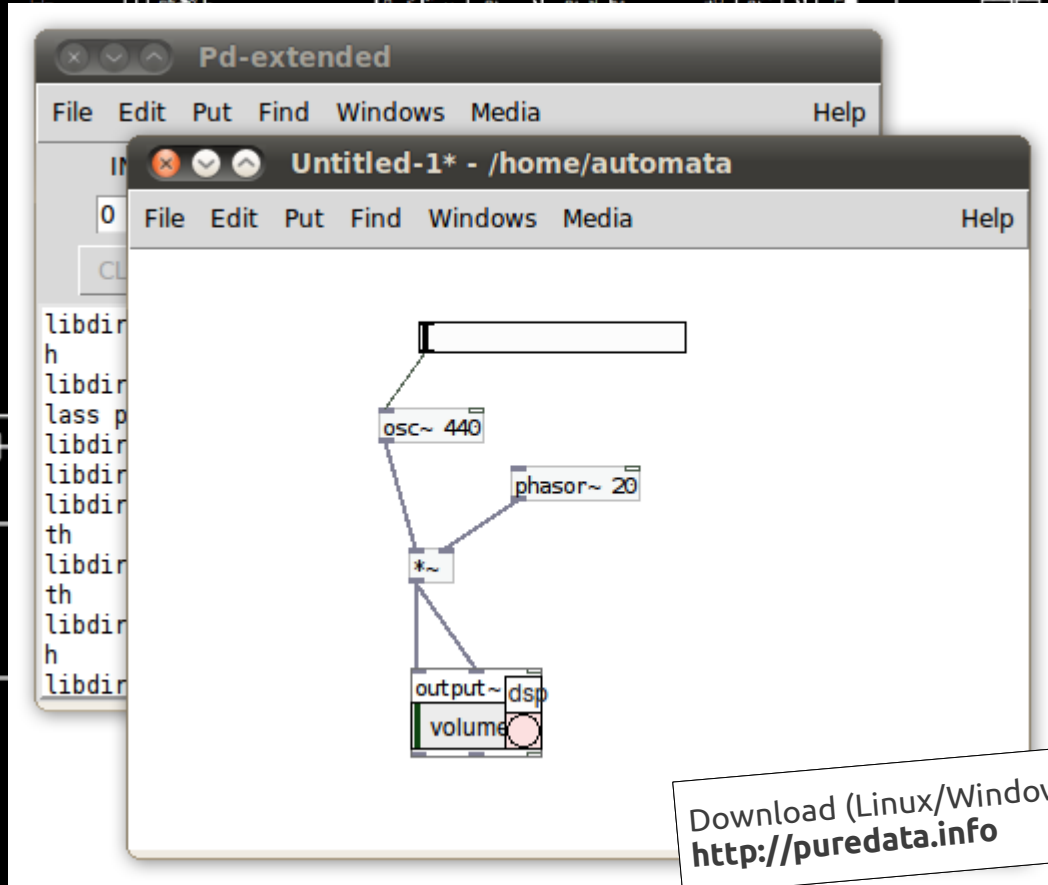 Pd-extended
File Edit Put Find Windows Media Help
Untitled-1* - /home/automata
0
File Edit Put Find Windows Media Help
libdir
h
libdir
lass p
libdir
libdir
libdir
th
libdir
th
libdir
h
libdir
osc~ 440
phasor~ 20
*~
output~ dsp
volume
Download (Linux/Window
http://puredata.info